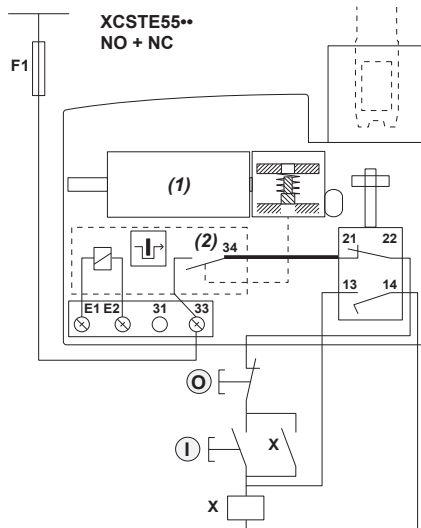 XCSTE55••
NO + NC
F1
(1)
(2)
34
21 22
13 14
E1 E2 31 33
O
I
X
X